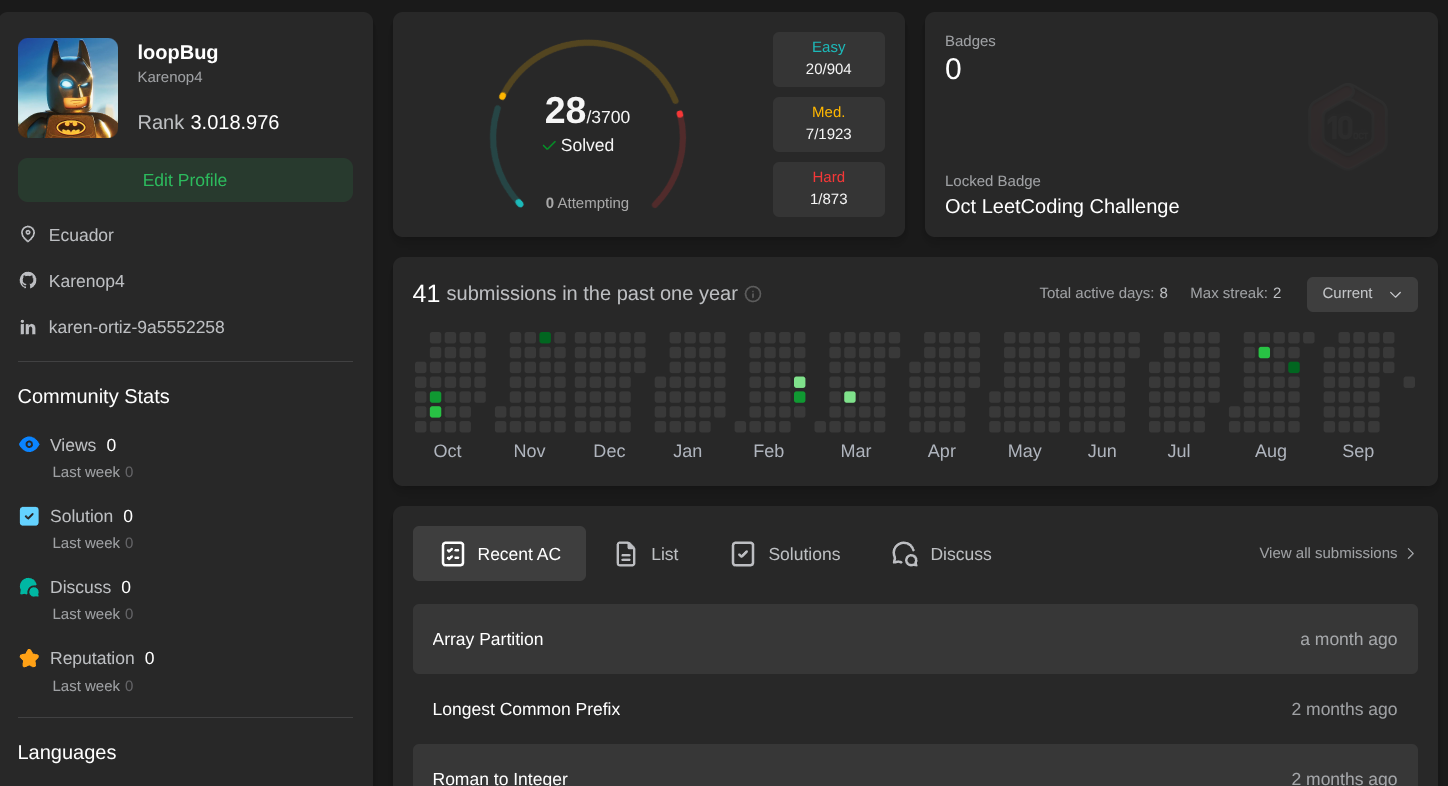 loopBug
Karenop4
Rank 3.018.976
Edit Profile
Ecuador
Karenop4
karen-ortiz-9a5552258
Community Stats
Views 0
Last week 0
Solution 0
Last week 0
Discuss 0
Last week 0
Reputation 0
Last week 0
Languages
28/3700
Solved
0 Attempting
Easy
20/904
Med.
7/1923
Hard
1/873
Badges
0
10
Locked Badge
Oct LeetCoding Challenge
41 submissions in the past one year
Total active days: 8 Max streak: 2 Current
Oct Nov Dec Jan Feb Mar Apr May Jun Jul Aug Sep
Recent AC List Solutions Discuss View all submissions
Array Partition a month ago
Longest Common Prefix 2 months ago
Roman to Integer 2 months ago